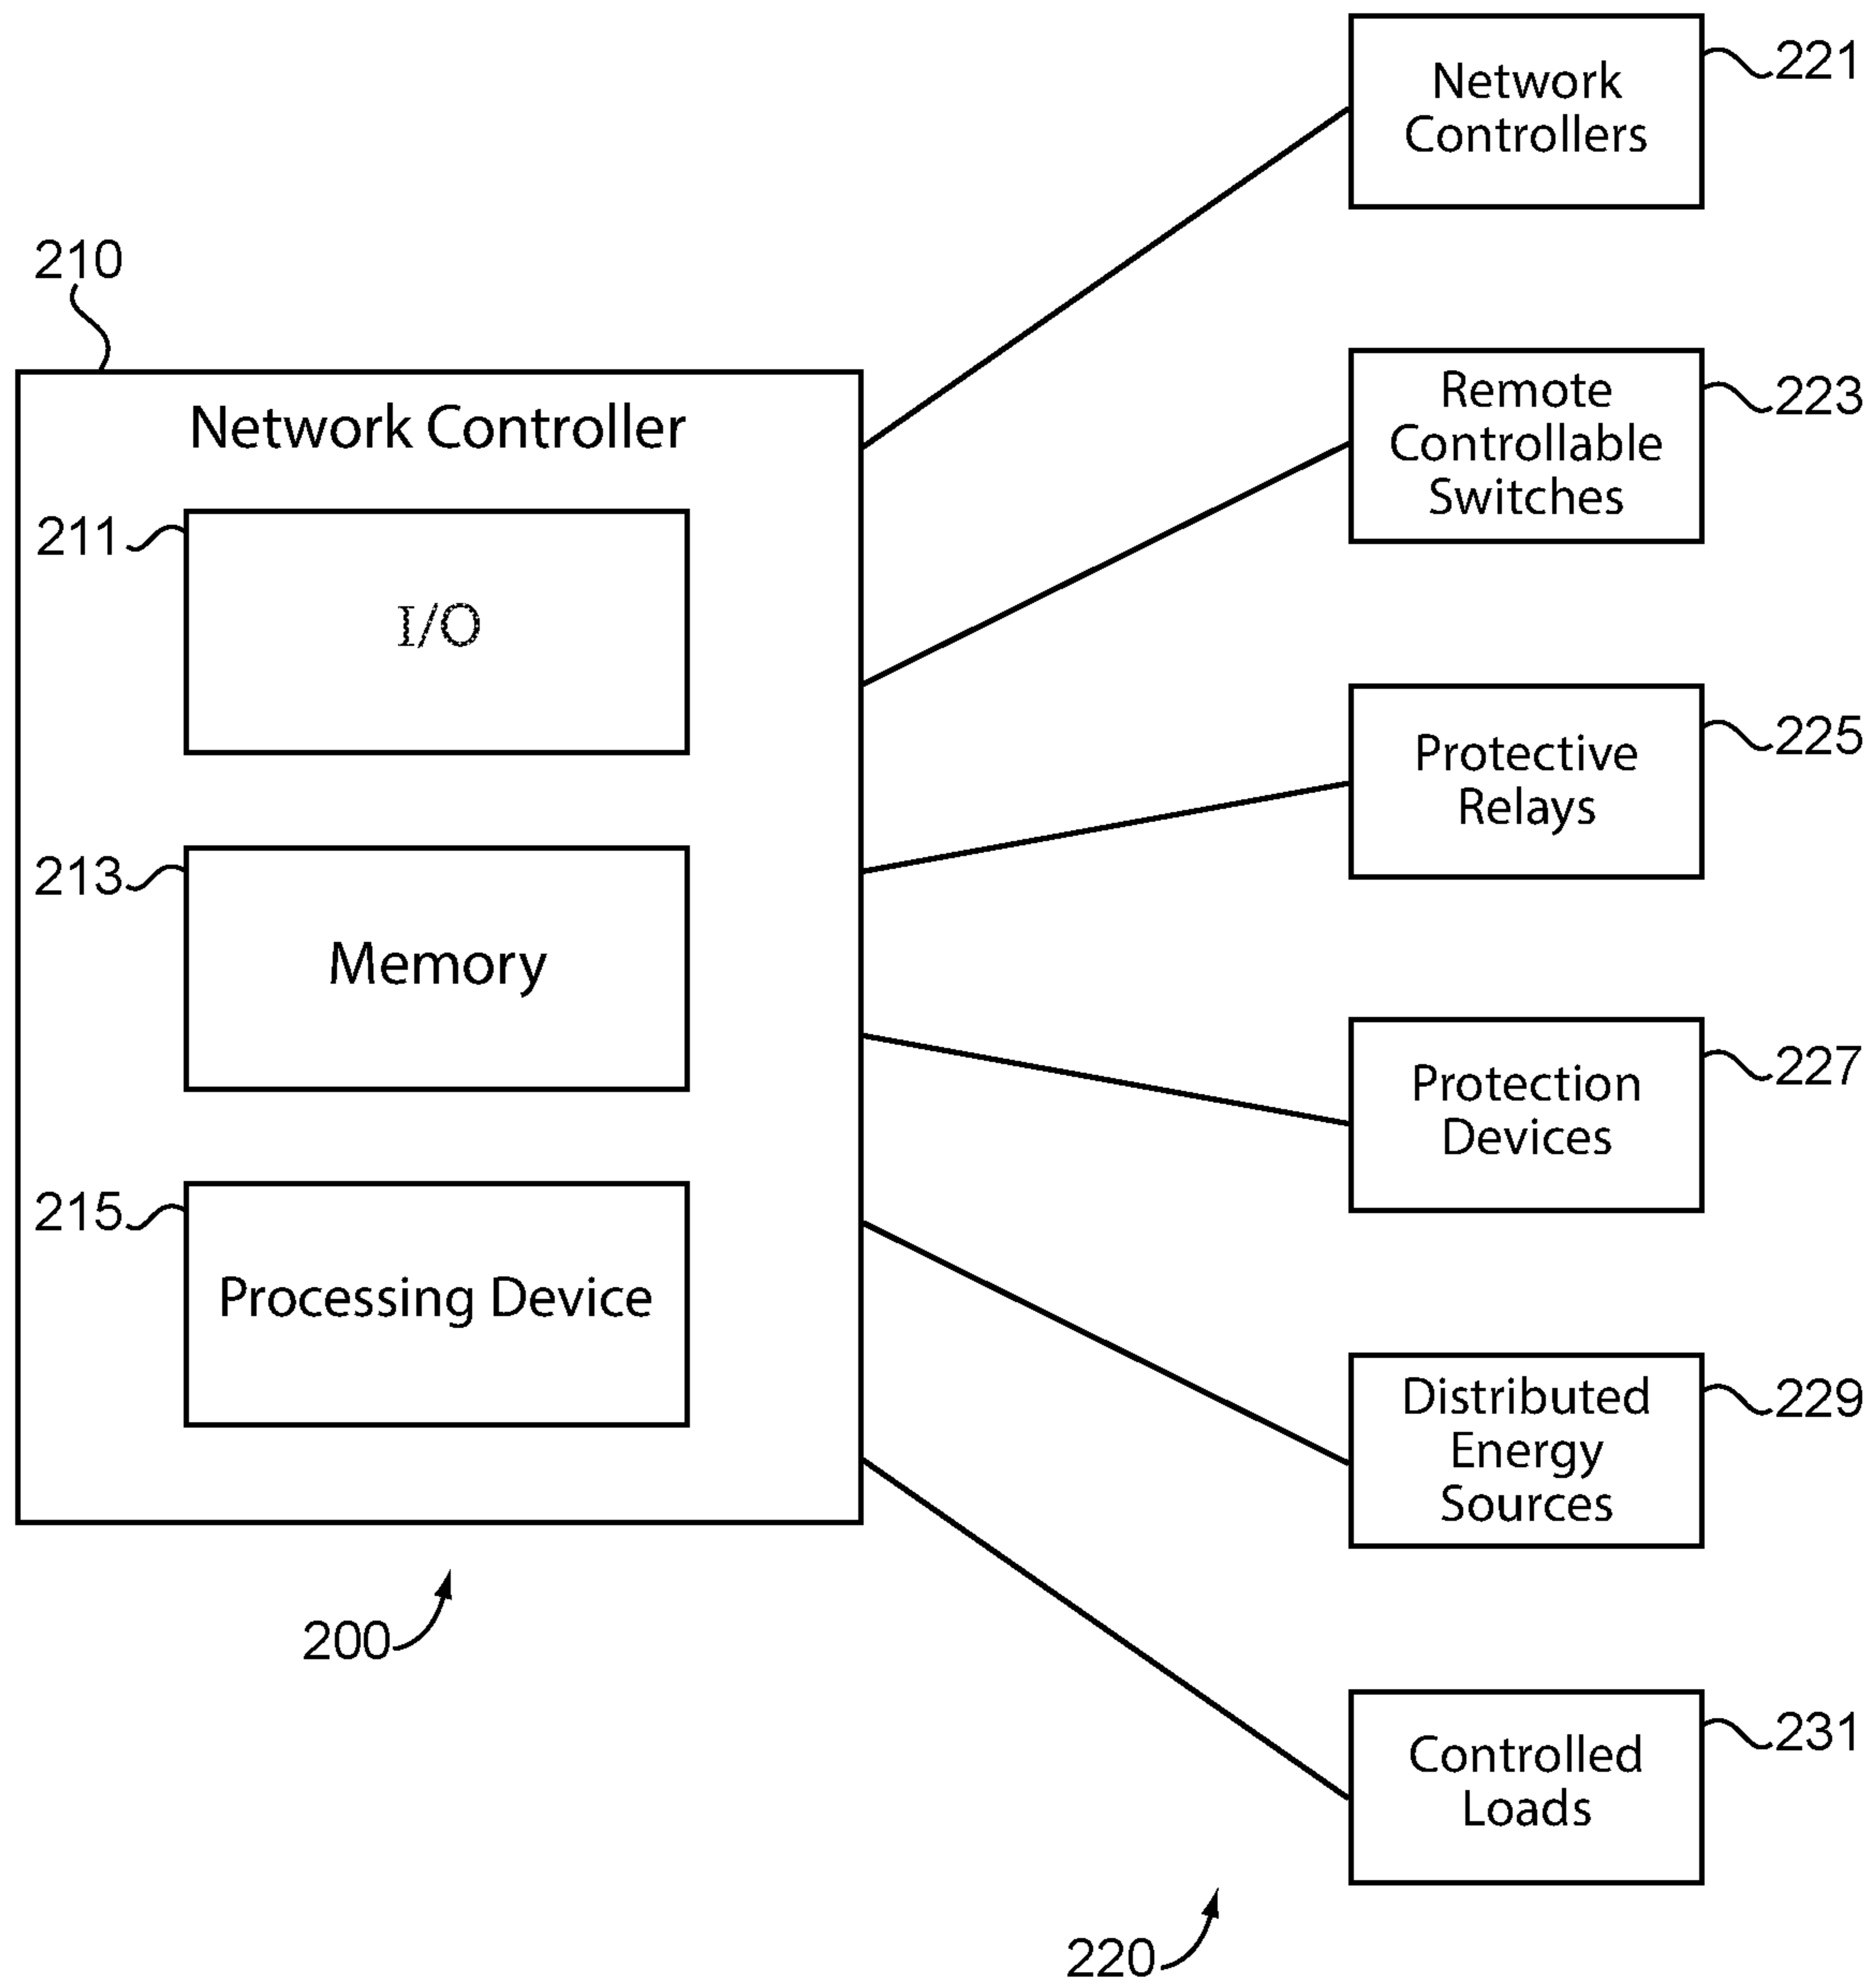 210
Network Controller
211
I/O
213
Memory
215
Processing Device
200
Network
Controllers
221
Remote
Controllable
Switches
223
Protective
Relays
225
Protection
Devices
227
Distributed
Energy
Sources
229
Controlled
Loads
231
220